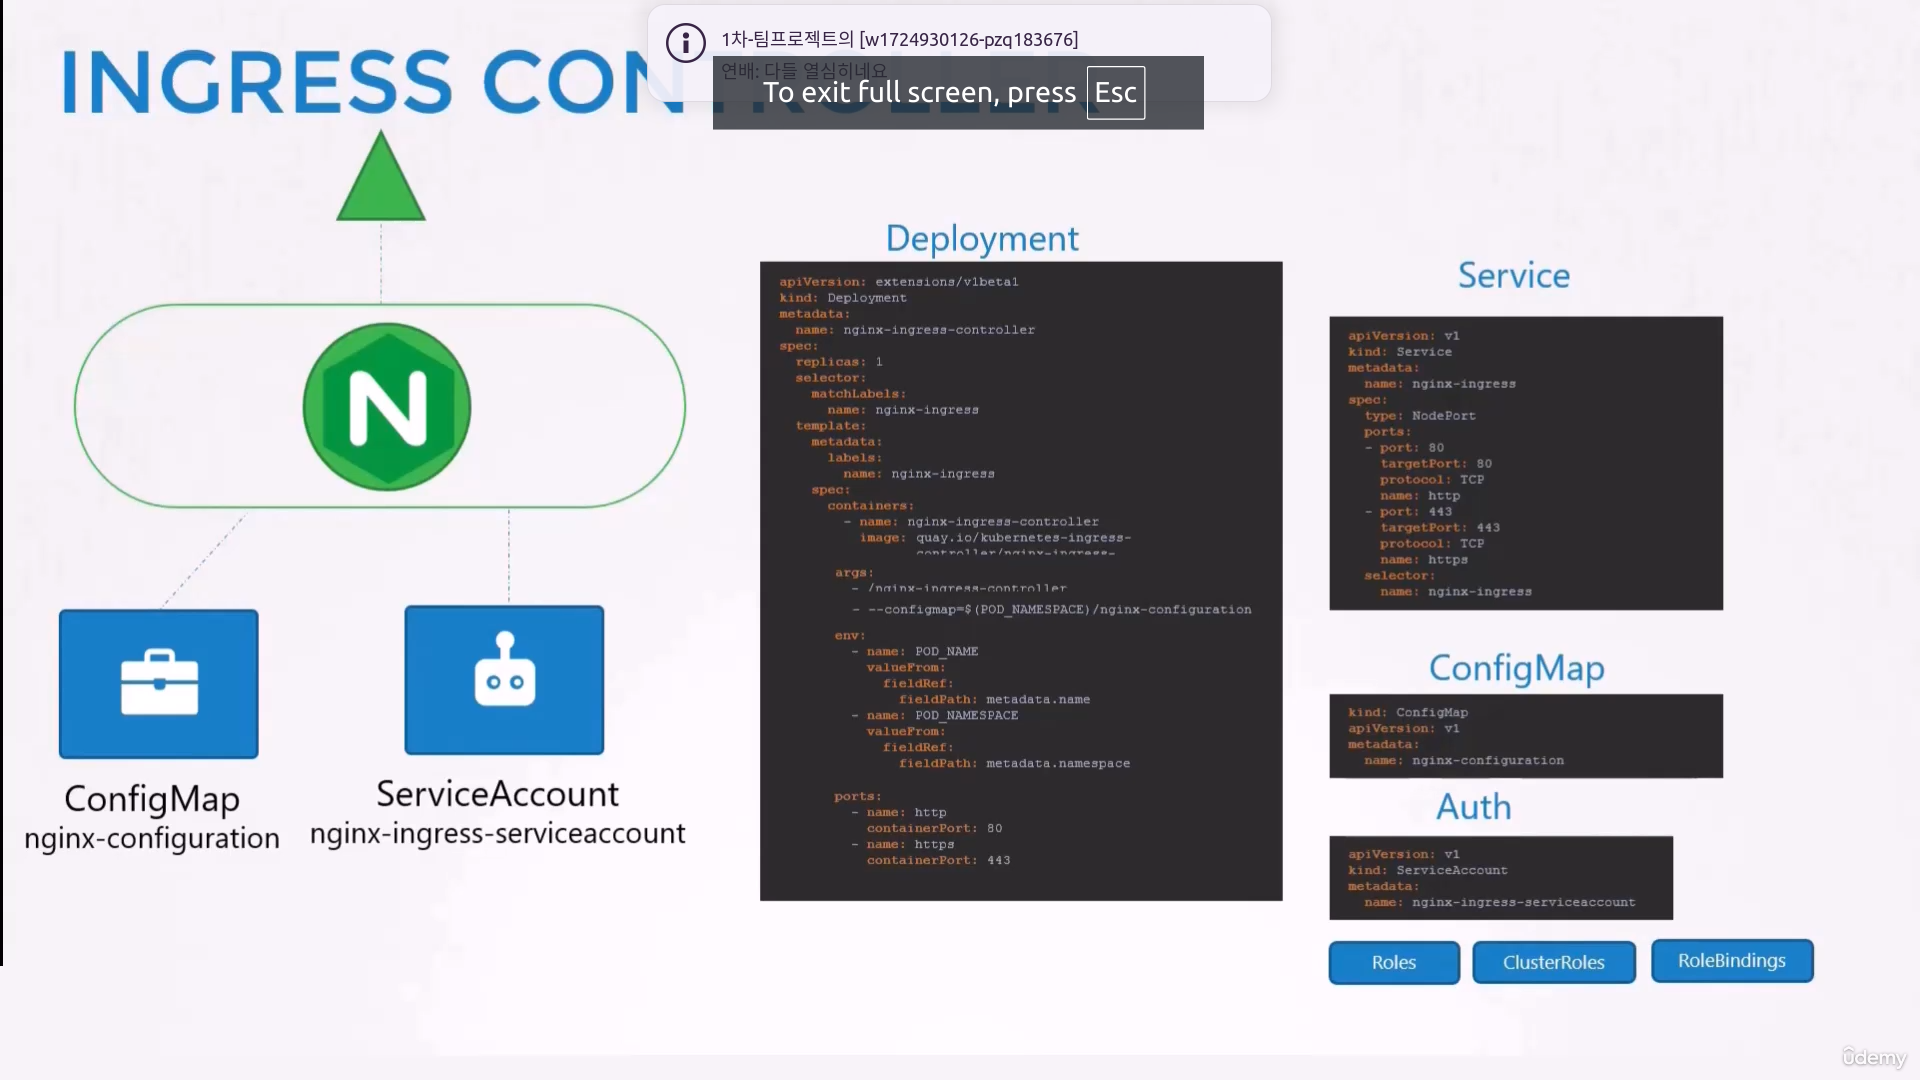 1차-팀프로젝트의 [w1724930126-pzq183676]
연배: 다들 열심히네요
To exit full screen, press Esc
INGRESS CONTROLLER
N
ConfigMap
nginx-configuration
ServiceAccount
nginx-ingress-serviceaccount
Deployment
apiVersion: extensions/v1beta1
kind: Deployment
metadata:
name: nginx-ingress-controller
spec:
replicas: 1
selector:
matchLabels:
name: nginx-ingress
template:
metadata:
labels:
name: nginx-ingress
spec:
containers:
- name: nginx-ingress-controller
image: quay.io/kubernetes-ingress-
controller/nginx-ingress-
args:
- /nginx-ingress-controller
- --configmap=$(POD_NAMESPACE)/nginx-configuration
env:
- name: POD_NAME
valueFrom:
fieldRef:
fieldPath: metadata.name
- name: POD_NAMESPACE
valueFrom:
fieldRef:
fieldPath: metadata.namespace
ports:
- name: http
containerPort: 80
- name: https
containerPort: 443
Service
apiVersion: v1
kind: Service
metadata:
name: nginx-ingress
spec:
type: NodePort
ports:
- port: 80
targetPort: 80
protocol: TCP
name: http
- port: 443
targetPort: 443
protocol: TCP
name: https
selector:
name: nginx-ingress
ConfigMap
kind: ConfigMap
apiVersion: v1
metadata:
name: nginx-configuration
Auth
apiVersion: v1
kind: ServiceAccount
metadata:
name: nginx-ingress-serviceaccount
Roles
ClusterRoles
RoleBindings
ûdemy